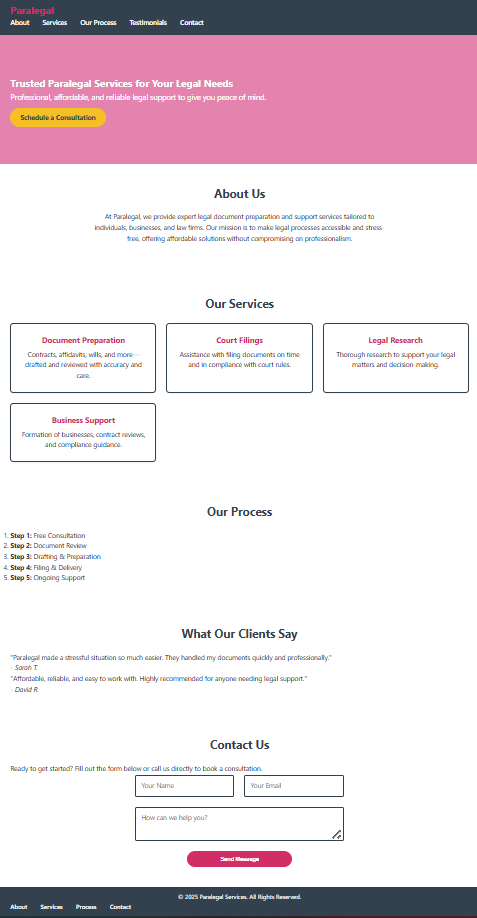 Paralegal
About Services Our Process Testimonials Contact
Trusted Paralegal Services for Your Legal Needs
Professional, affordable, and reliable legal support to give you peace of mind.
Schedule a Consultation
About Us
At Paralegal, we provide expert legal document preparation and support services tailored to
individuals, businesses, and law firms. Our mission is to make legal processes accessible and stress
free, offering affordable solutions without compromising on professionalism.
Our Services
Document Preparation
Contracts, affidavits, wills, and more—
drafted and reviewed with accuracy and
care.
Court Filings
Assistance with filing documents on time
and in compliance with court rules.
Legal Research
Thorough research to support your legal
matters and decision-making.
Business Support
Formation of businesses, contract reviews,
and compliance guidance.
Our Process
1. Step 1: Free Consultation
2. Step 2: Document Review
3. Step 3: Drafting & Preparation
4. Step 4: Filing & Delivery
5. Step 5: Ongoing Support
What Our Clients Say
"Paralegal made a stressful situation so much easier. They handled my documents quickly and professionally."
- Sarah T.
"Affordable, reliable, and easy to work with. Highly recommended for anyone needing legal support."
- David R.
Contact Us
Ready to get started? Fill out the form below or call us directly to book a consultation.
Your Name
Your Email
How can we help you?
Send Message
© 2025 Paralegal Services. All Rights Reserved.
About Services Process Contact